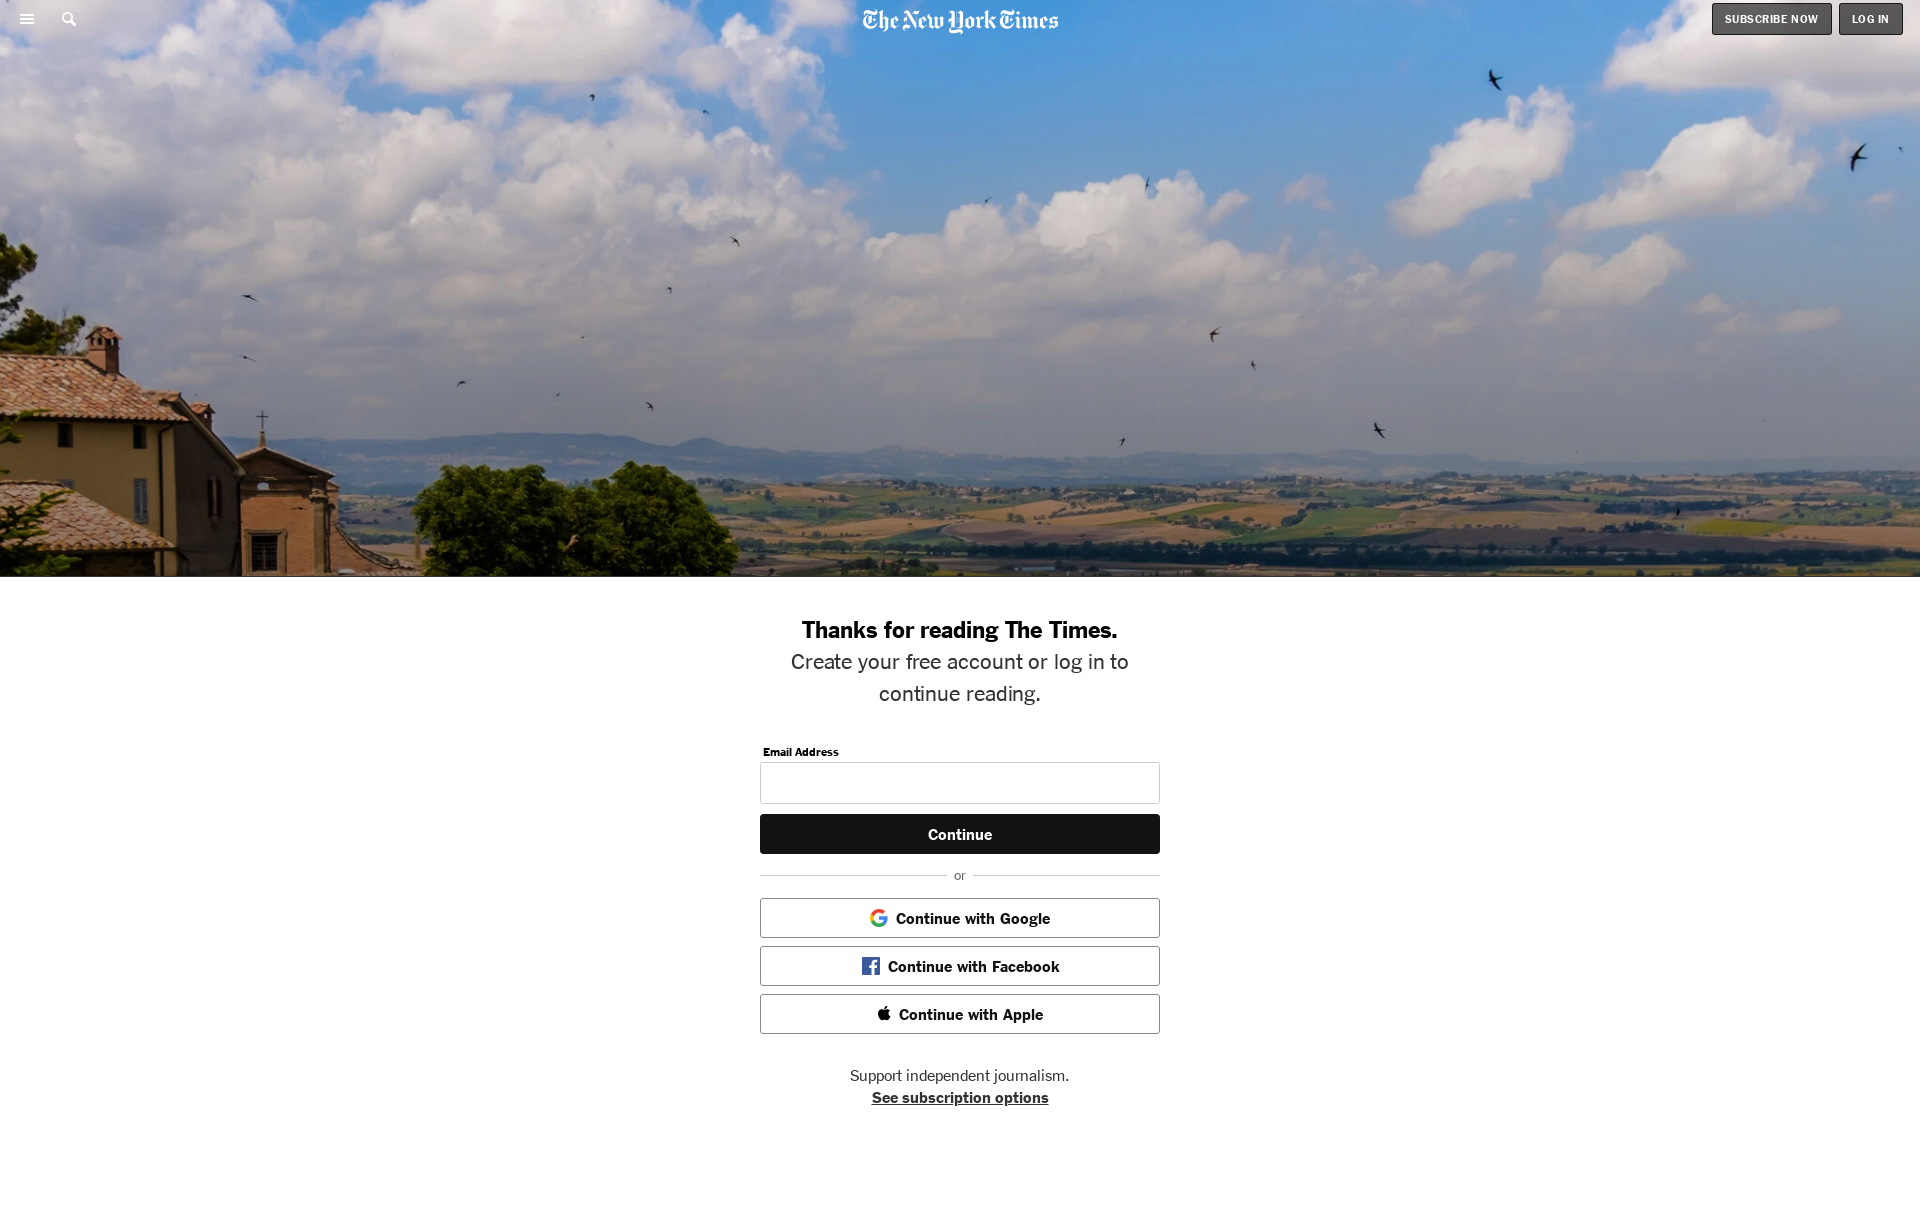 The New York Times
SUBSCRIBE NOW
LOG IN
Thanks for reading The Times.
Create your free account or log in to
continue reading.
Email Address
Continue
or
Continue with Google
Continue with Facebook
Continue with Apple
Support independent journalism.
See subscription options